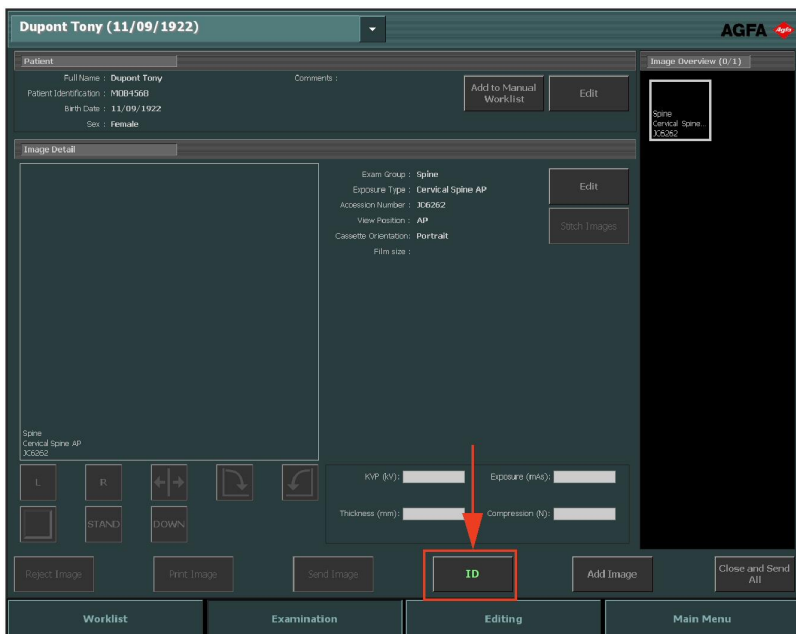 Dupont Tony (11/09/1922)
AGFA
Agfa
Patient
Full Name : Dupont Tony
Patient Identification : M084568
Birth Date : 11/09/1922
Sex : Female
Comments :
Add to Manual
Worklist
Edit
Image Overview (0/1)
Spine
Cervical Spine...
JC6262
Image Detail
Exam Group : Spine
Exposure Type : Cervical Spine AP
Accession Number : JC6262
View Position : AP
Cassette Orientation: Portrait
Film size :
Edit
Stitch Images
Spine
Cervical Spine AP
JC6262
L
R
STAND
DOWN
KVP (kV):
Exposure (mAs):
Thickness (mm):
Compression (N):
Reject Image
Print Image
Send Image
ID
Add Image
Close and Send
All
Worklist
Examination
Editing
Main Menu